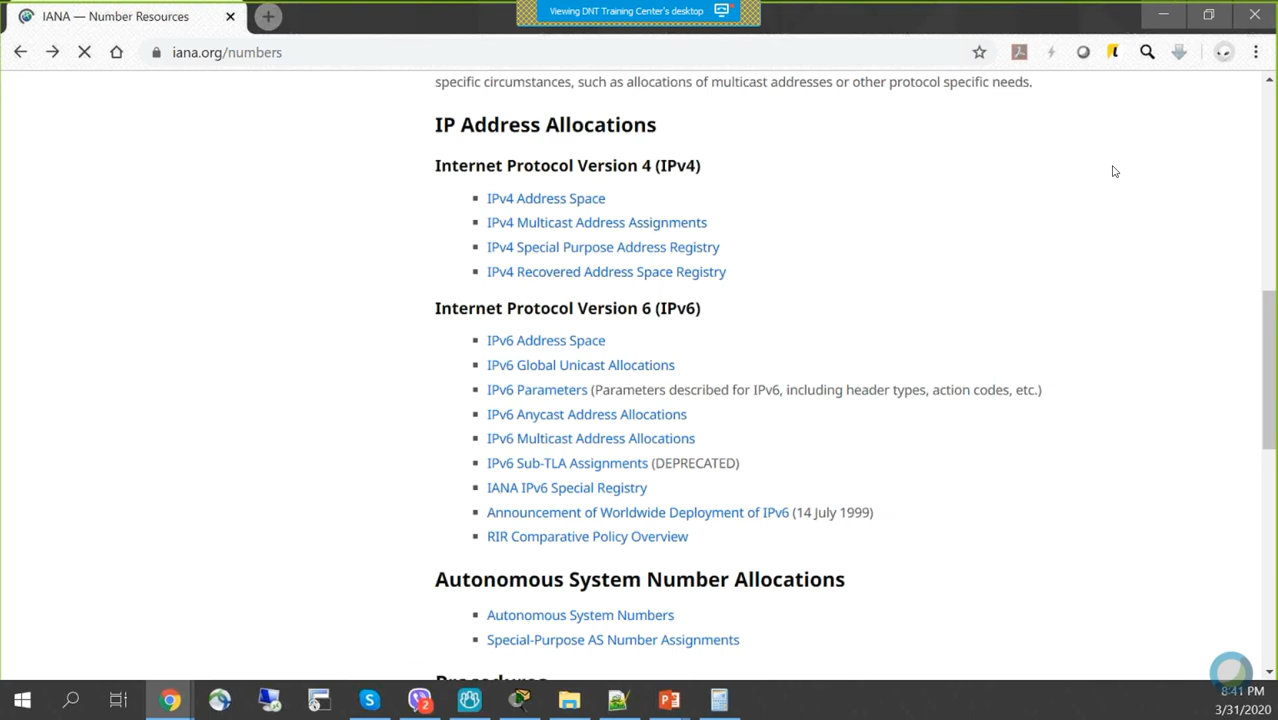 IANA — Number Resources
Viewing DNT Training Center's desktop
iana.org/numbers
specific circumstances, such as allocations of multicast addresses or other protocol specific needs.
IP Address Allocations
Internet Protocol Version 4 (IPv4)
IPv4 Address Space
IPv4 Multicast Address Assignments
IPv4 Special Purpose Address Registry
IPv4 Recovered Address Space Registry
Internet Protocol Version 6 (IPv6)
IPv6 Address Space
IPv6 Global Unicast Allocations
IPv6 Parameters (Parameters described for IPv6, including header types, action codes, etc.)
IPv6 Anycast Address Allocations
IPv6 Multicast Address Allocations
IPv6 Sub-TLA Assignments (DEPRECATED)
IANA IPv6 Special Registry
Announcement of Worldwide Deployment of IPv6 (14 July 1999)
RIR Comparative Policy Overview
Autonomous System Number Allocations
Autonomous System Numbers
Special-Purpose AS Number Assignments
Procedures
2
8:41 PM
3/31/2020